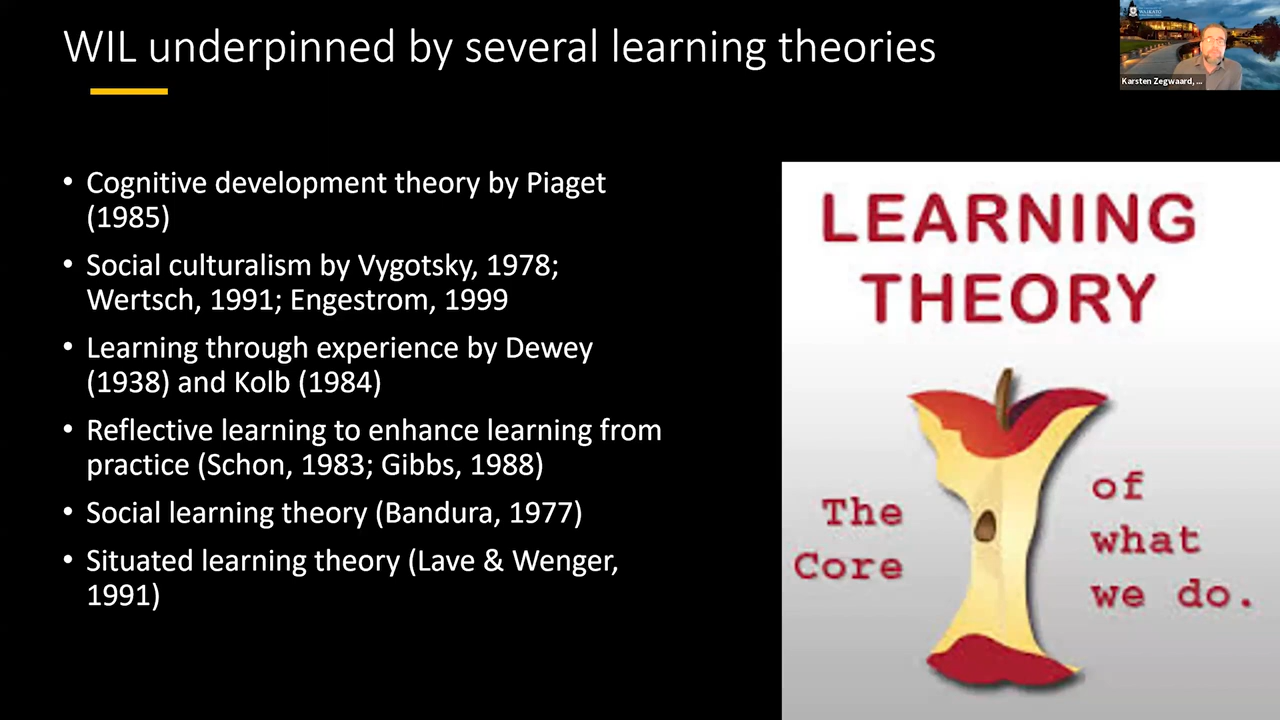 WIL underpinned by several learning theories
WAIKATO
Karsten Zegwaard, ...
• Cognitive development theory by Piaget
(1985)
• Social culturalism by Vygotsky, 1978;
Wertsch, 1991; Engestrom, 1999
• Learning through experience by Dewey
(1938) and Kolb (1984)
• Reflective learning to enhance learning from
practice (Schon, 1983; Gibbs, 1988)
• Social learning theory (Bandura, 1977)
• Situated learning theory (Lave & Wenger,
1991)
LEARNING
THEORY
The
Core
of
what
we do.